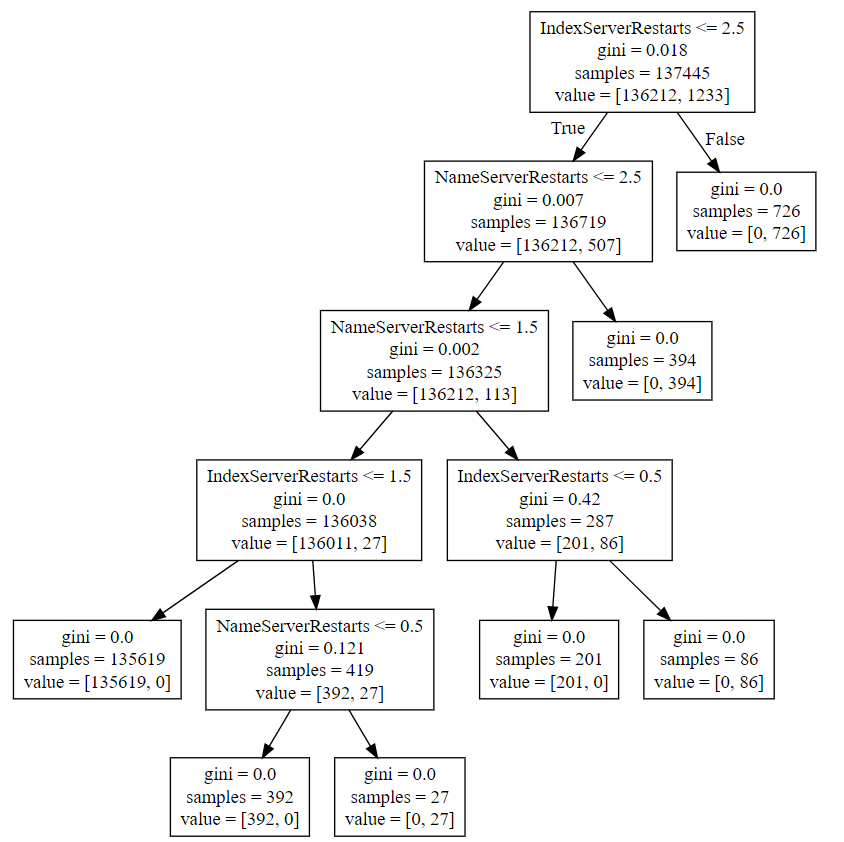 IndexServerRestarts <= 2.5
gini = 0.018
samples = 137445
value = [136212, 1233]
True
False
NameServerRestarts <= 2.5
gini = 0.007
samples = 136719
value = [136212, 507]
gini = 0.0
samples = 726
value = [0, 726]
NameServerRestarts <= 1.5
gini = 0.002
samples = 136325
value = [136212, 113]
gini = 0.0
samples = 394
value = [0, 394]
IndexServerRestarts <= 1.5
gini = 0.0
samples = 136038
value = [136011, 27]
IndexServerRestarts <= 0.5
gini = 0.42
samples = 287
value = [201, 86]
gini = 0.0
samples = 135619
value = [135619, 0]
NameServerRestarts <= 0.5
gini = 0.121
samples = 419
value = [392, 27]
gini = 0.0
samples = 201
value = [201, 0]
gini = 0.0
samples = 86
value = [0, 86]
gini = 0.0
samples = 392
value = [392, 0]
gini = 0.0
samples = 27
value = [0, 27]